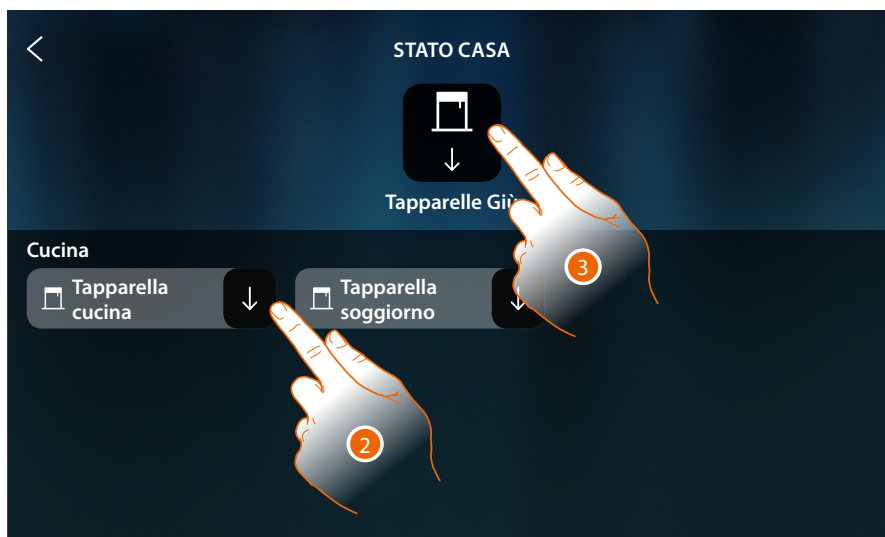 STATO CASA
Tapparelle Giù
3
Cucina
Tapparella
cucina
Tapparella
soggiorno
2